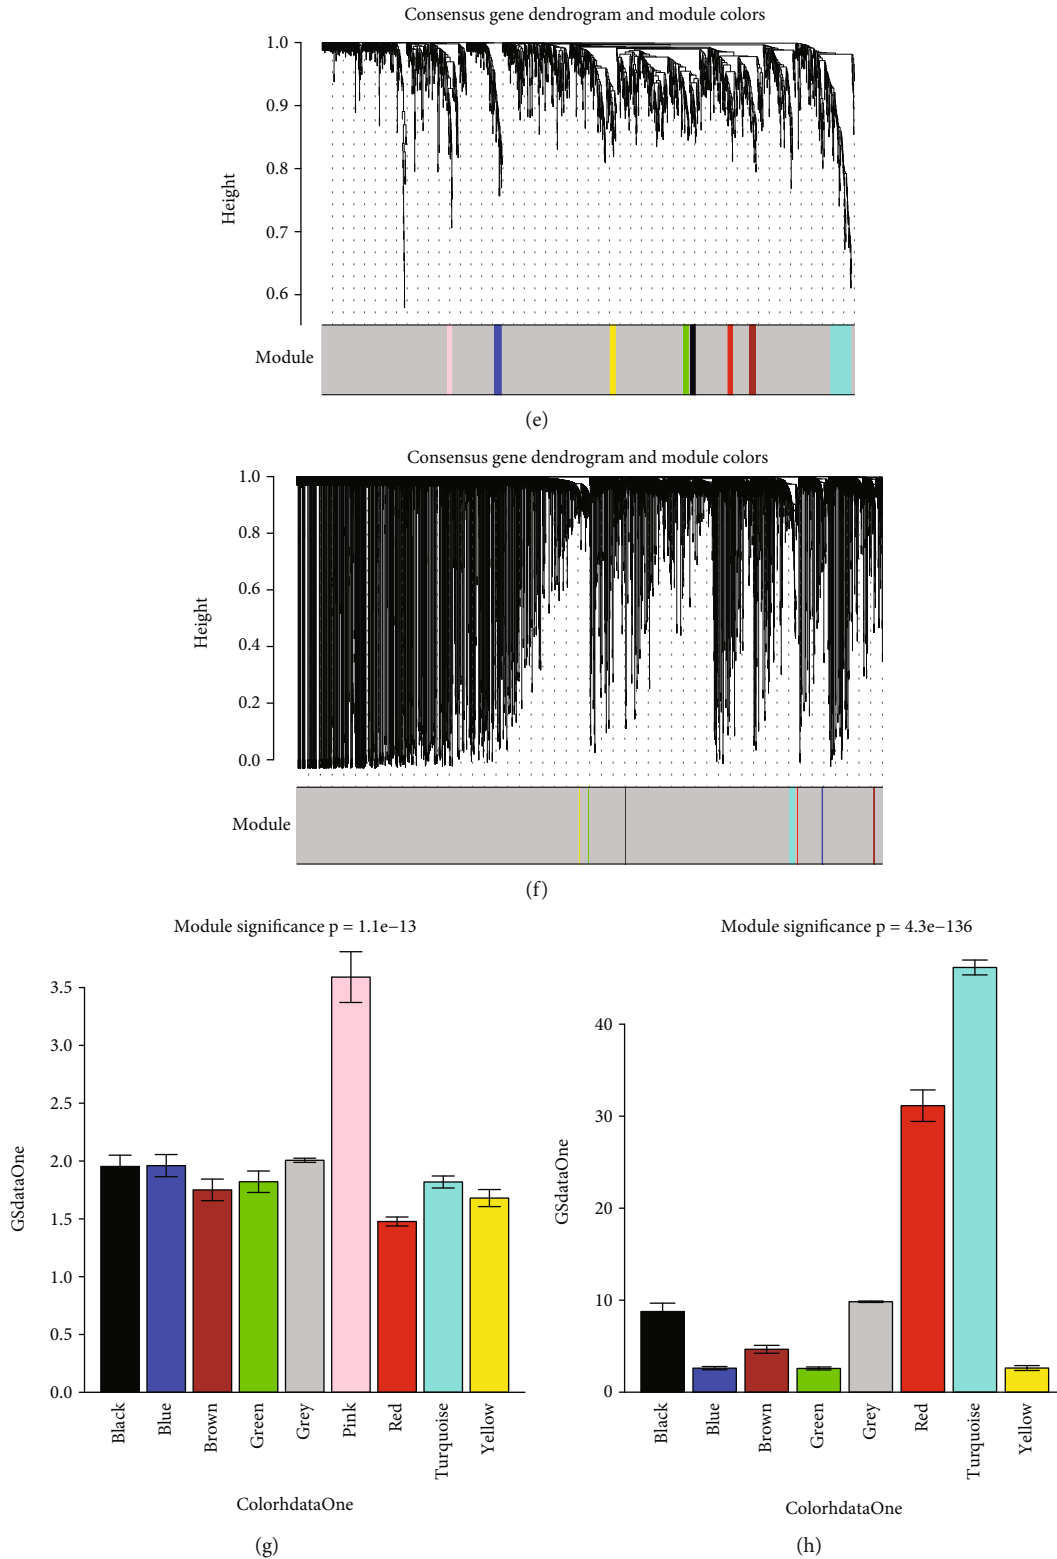 Consensus gene dendrogram and module colors
1.0
0.9
0.8
0.7
0.6
Height
Module
(e)
Consensus gene dendrogram and module colors
1.0
0.8
0.6
0.4
0.2
0.0
Height
Module
(f)
Module significance p = 1.1e−13
3.5
3.0
2.5
2.0
1.5
1.0
0.5
0.0
GSdataOne
Black
Blue
Brown
Green
Grey
Pink
Red
Turquoise
Yellow
ColorhdataOne
(g)
Module significance p = 4.3e−136
40
30
20
10
0
GSdataOne
Black
Blue
Brown
Green
Grey
Red
Turquoise
Yellow
ColorhdataOne
(h)